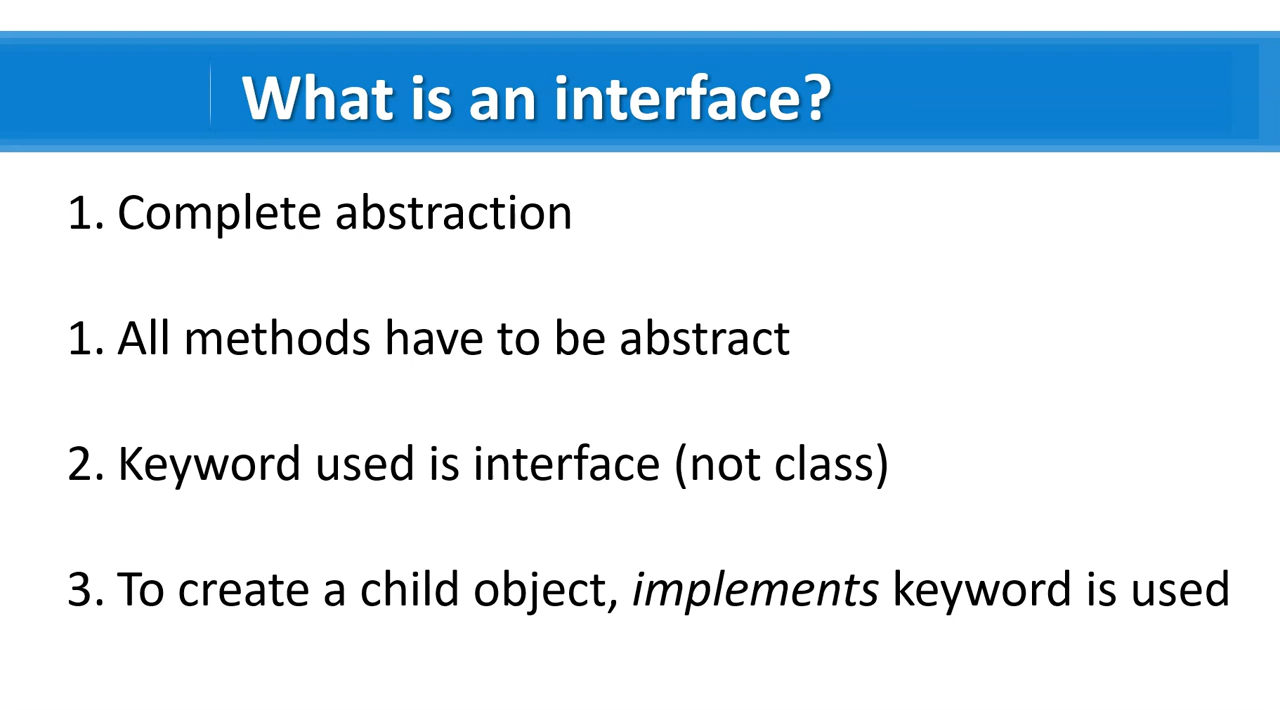 What is an interface?
1. Complete abstraction
1. All methods have to be abstract
2. Keyword used is interface (not class)
3. To create a child object, implements keyword is used